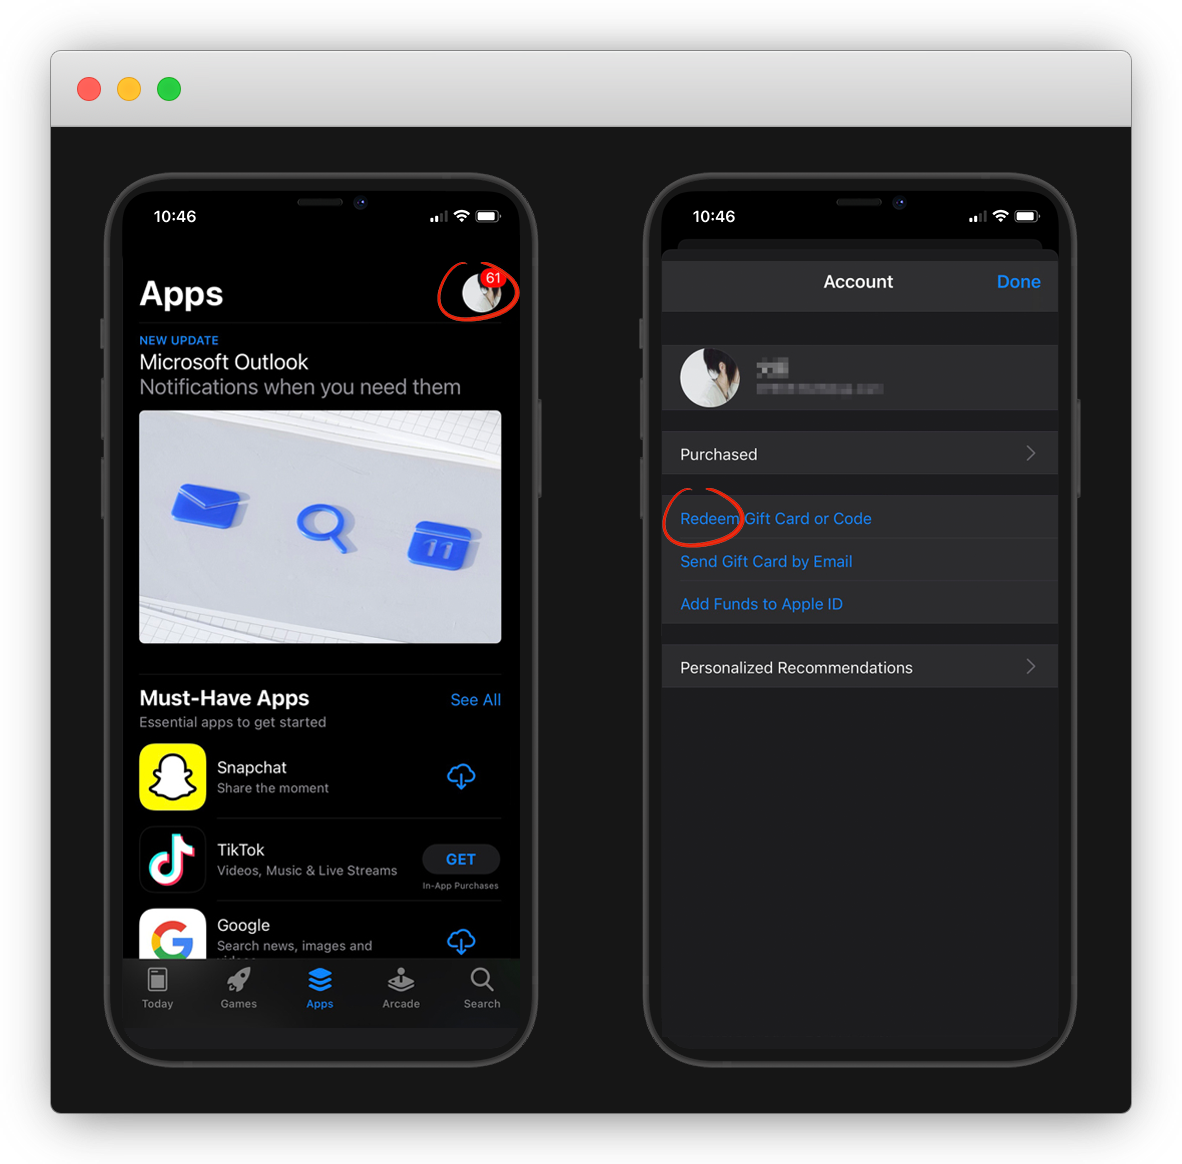 10:46
Apps
61
NEW UPDATE
Microsoft Outlook
Notifications when you need them
11
Must-Have Apps
See All
Essential apps to get started
Snapchat
Share the moment
TikTok
Videos, Music & Live Streams
GET
In-App Purchases
Google
Search news, images and
Today
Games
Apps
Arcade
Search
10:46
Account
Done
Purchased
Redeem Gift Card or Code
Send Gift Card by Email
Add Funds to Apple ID
Personalized Recommendations